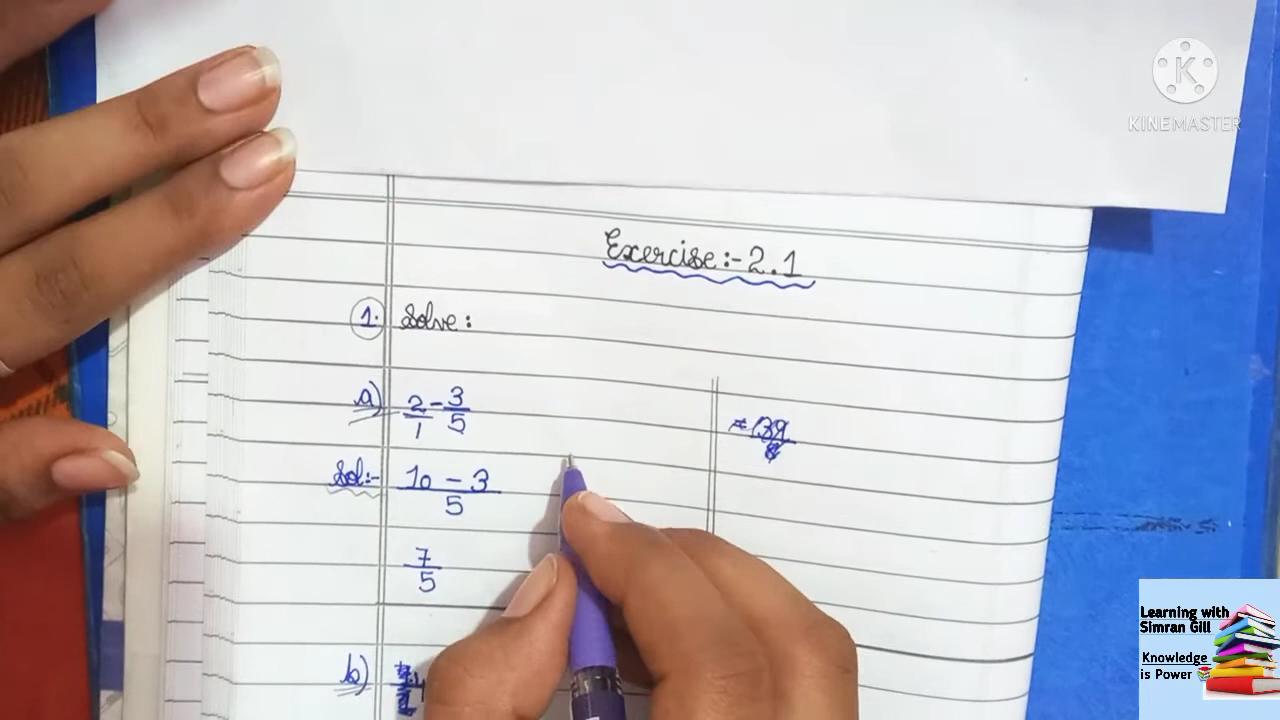 KINEMASTER
Exercise:- 2.1
1. Solve:
a) 2/1 - 3/5
Sol:- 10 - 3 / 5
7/5
b)
Learning with
Simran Gill
Knowledge
is Power